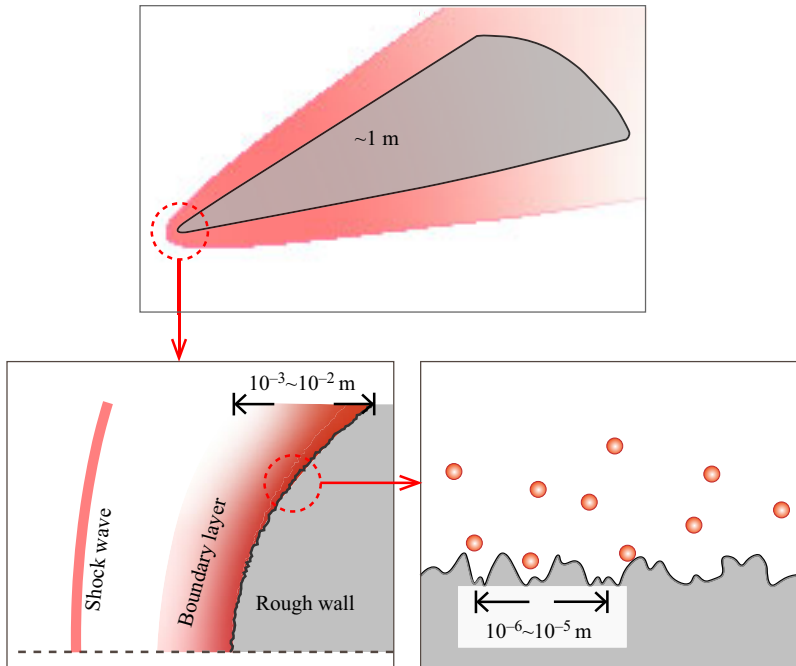 ~1 m
10⁻³~10⁻² m
Shock wave
Boundary layer
Rough wall
10⁻⁶~10⁻⁵ m